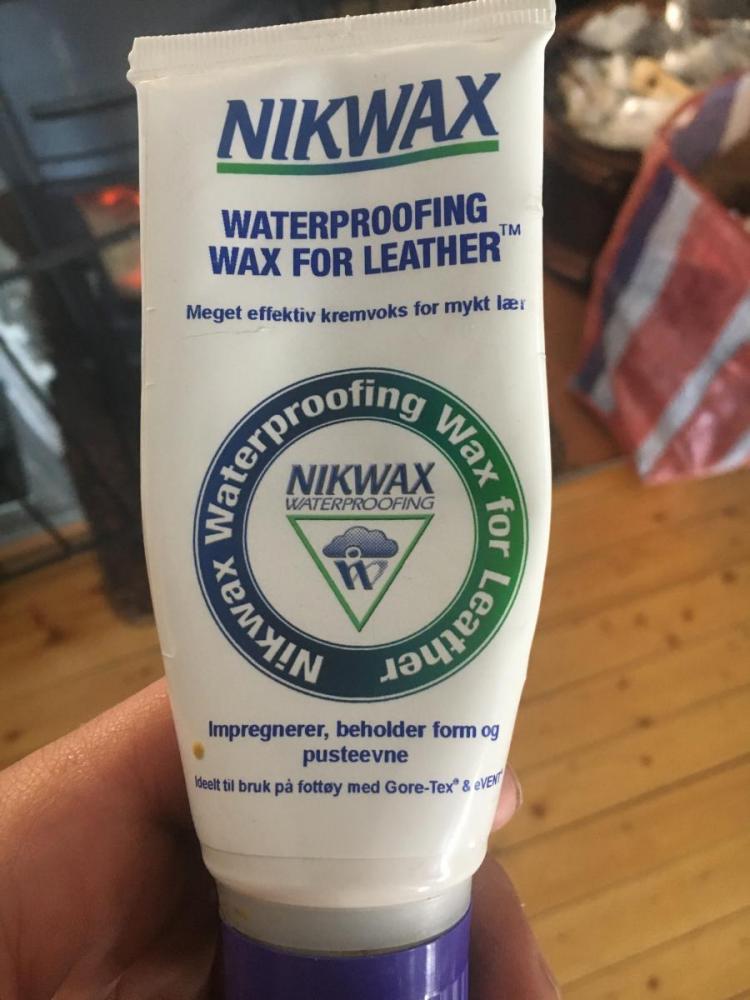 NIKWAX
WATERPROOFING
WAX FOR LEATHER™
Meget effektiv kremvoks for mykt lær
Nikwax Waterproofing Wax for Leather
NIKWAX
WATERPROOFING
Impregnerer, beholder form og
pusteevne
Ideelt til bruk på fottøy med Gore-Tex® & eVENT